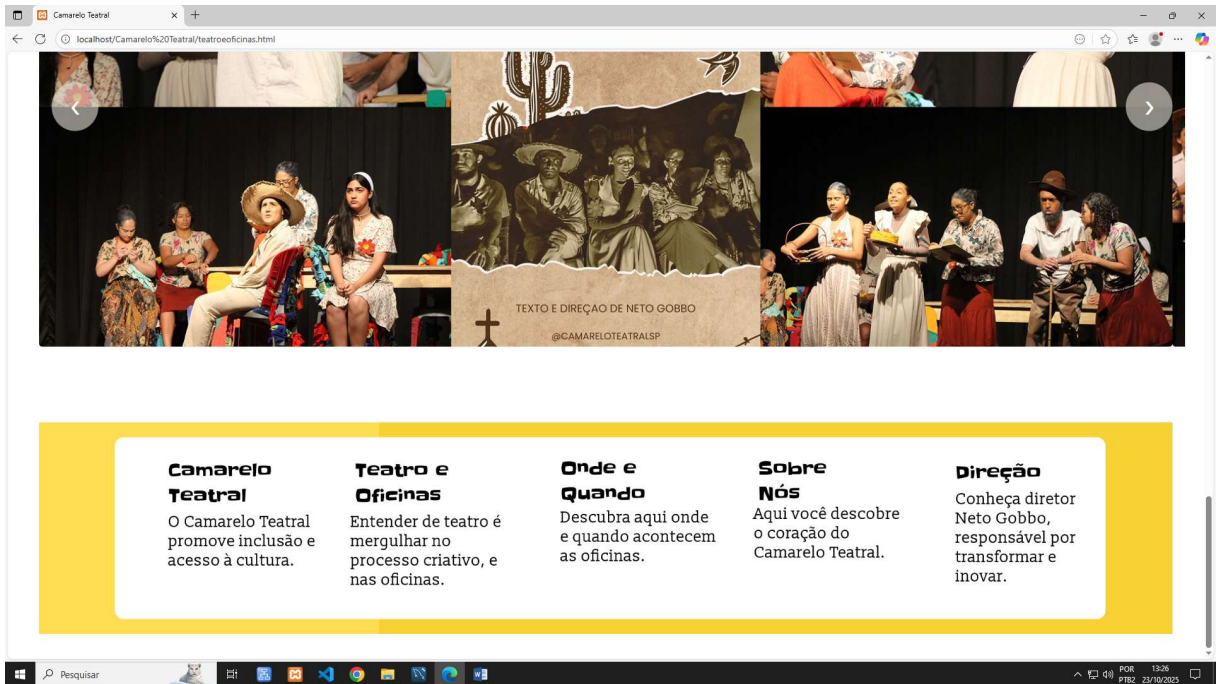 Camarelo Teatral
localhost/Camarelo%20Teatral/teatroeoficinas.html
TEXTO E DIREÇAO DE NETO GOBBO
@CAMARELOTEATRALSP
Camarelo
Teatral
O Camarelo Teatral
promove inclusão e
acesso à cultura.
Teatro e
Oficinas
Entender de teatro é
mergulhar no
processo criativo, e
nas oficinas.
Onde e
Quando
Descubra aqui onde
e quando acontecem
as oficinas.
Sobre
Nós
Aqui você descobre
o coração do
Camarelo Teatral.
Direção
Conheça diretor
Neto Gobbo,
responsável por
transformar e
inovar.
Pesquisar
POR
PTB2
13:26
23/10/2025